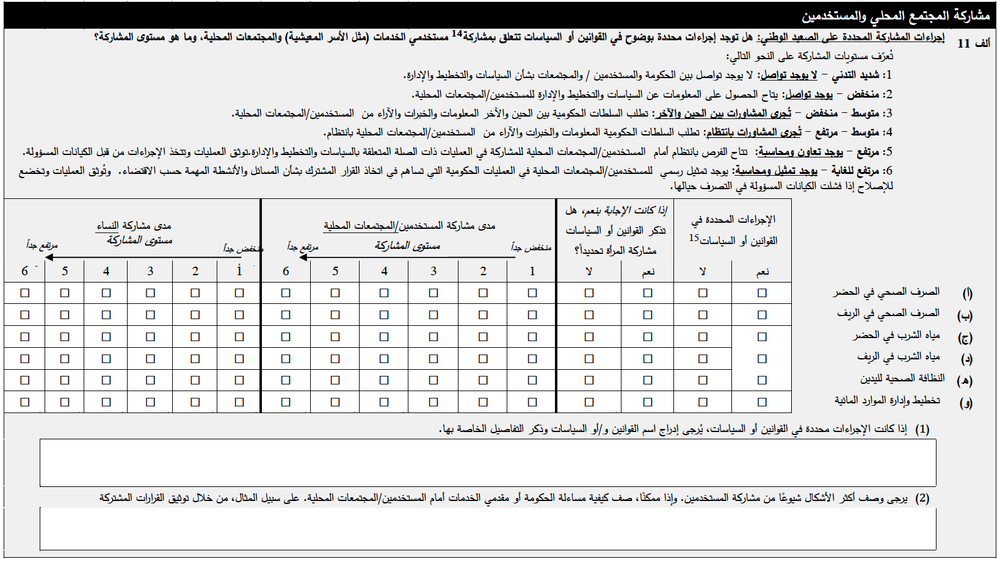 مشاركة المجتمع المحلي والمستخدمين
ألف 11 إجراءات المشاركة المحددة على الصعيد الوطني: هل توجد إجراءات محددة بوضوح في القوانين أو السياسات تتعلق بمشاركة14 مستخدمي الخدمات (مثل الأسر المعيشية) والمجتمعات المحلية، وما هو مستوى المشاركة؟
تُعرّف مستويات المشاركة على النحو التالي:
1: شديد التدني – لا يوجد تواصل: لا يوجد تواصل بين الحكومة والمستخدمين / والمجتمعات بشأن السياسات والتخطيط والإدارة.
2: منخفض – يوجد تواصل: يتاح الحصول على المعلومات عن السياسات والتخطيط والإدارة للمستخدمين/المجتمعات المحلية.
3: متوسط – منخفض – تُجرى المشاورات بين الحين والآخر: تطلب السلطات الحكومية بين الحين والآخر المعلومات والخبرات والآراء من المستخدمين/المجتمعات المحلية.
4: متوسط – مرتفع – تُجرى المشاورات بانتظام: تطلب السلطات الحكومية المعلومات والخبرات والآراء من المستخدمين/المجتمعات المحلية بانتظام.
5: مرتفع – يوجد تعاون ومحاسبة: تتاح الفرص بانتظام أمام المستخدمين/المجتمعات المحلية للمشاركة في العمليات ذات الصلة المتعلقة بالسياسات والتخطيط والإدارة.توثق العمليات وتتخذ الإجراءات من قبل الكيانات المسؤولة.
6: مرتفع للغاية – يوجد تمثيل ومحاسبة: يوجد تمثيل رسمي للمستخدمين/المجتمعات المحلية في العمليات الحكومية التي تساهم في اتخاذ القرار المشترك بشأن المسائل والأنشطة المهمة حسب الاقتضاء. وتُوثق العمليات وتخضع
للإصلاح إذا فشلت الكيانات المسؤولة في التصرف حيالها.
الإجراءات المحددة في
القوانين أو السياسات15
إذا كانت الإجابة بنعم، هل
تذكر القوانين أو السياسات
مشاركة المرأة تحديداً؟
مدى مشاركة المستخدمين/المجتمعات المحلية
مستوى المشاركة
منخفض جداً مرتفع جداً
مدى مشاركة النساء
مستوى المشاركة
منخفض جداً مرتفع جداً
نعم لا نعم لا 1 2 3 4 5 6 1 2 3 4 5 6
(أ) الصرف الصحي في الحضر ☐ ☐ ☐ ☐ ☐ ☐ ☐ ☐ ☐ ☐ ☐ ☐ ☐ ☐ ☐ ☐
(ب) الصرف الصحي في الريف ☐ ☐ ☐ ☐ ☐ ☐ ☐ ☐ ☐ ☐ ☐ ☐ ☐ ☐ ☐ ☐
(ج) مياه الشرب في الحضر ☐ ☐ ☐ ☐ ☐ ☐ ☐ ☐ ☐ ☐ ☐ ☐ ☐ ☐ ☐ ☐
(د) مياه الشرب في الريف ☐ ☐ ☐ ☐ ☐ ☐ ☐ ☐ ☐ ☐ ☐ ☐ ☐ ☐ ☐ ☐
(ه) النظافة الصحية لليدين ☐ ☐ ☐ ☐ ☐ ☐ ☐ ☐ ☐ ☐ ☐ ☐ ☐ ☐ ☐ ☐
(و) تخطيط وإدارة الموارد المائية ☐ ☐ ☐ ☐ ☐ ☐ ☐ ☐ ☐ ☐ ☐ ☐ ☐ ☐ ☐ ☐
(1) إذا كانت الإجراءات محددة في القوانين أو السياسات، يُرجى إدراج اسم القوانين و/أو السياسات وذكر التفاصيل الخاصة بها.
(2) يرجى وصف أكثر الأشكال شيوعًا من مشاركة المستخدمين. وإذا ممكنًا، صف كيفية مساءلة الحكومة أو مقدمي الخدمات أمام المستخدمين/المجتمعات المحلية. على سبيل المثال، من خلال توثيق القرارات المشتركة